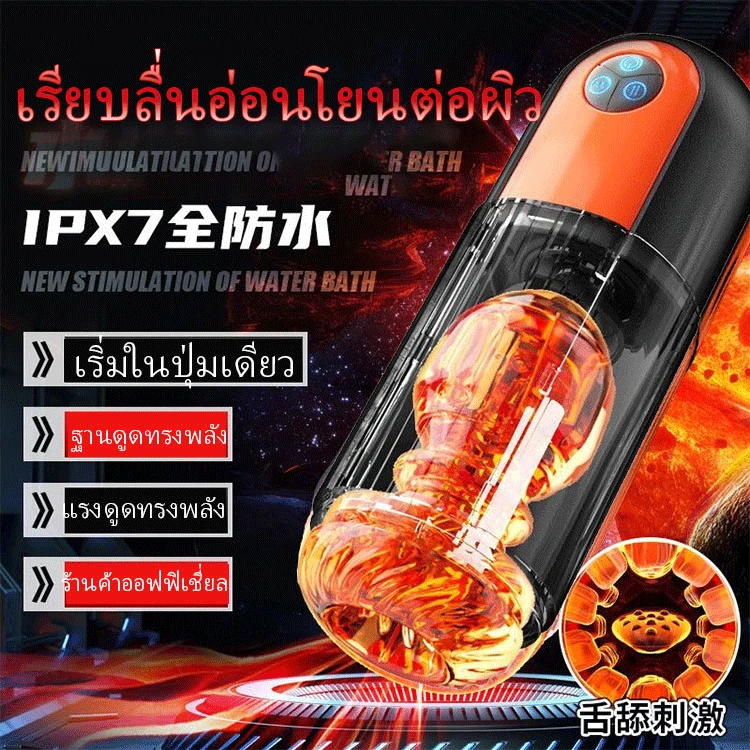 เรียบลื่นอ่อนโยนต่อผิว
NEWIMUULATILATTION OF
R BATH
WAT
IPX7全防水
NEW STIMULATION OF WATER BATH
เริ่มในปุ่มเดียว
ฐานดูดทรงพลัง
แรงดูดทรงพลัง
ร้านค้าออฟฟิเชี่ยล
舌舔刺激